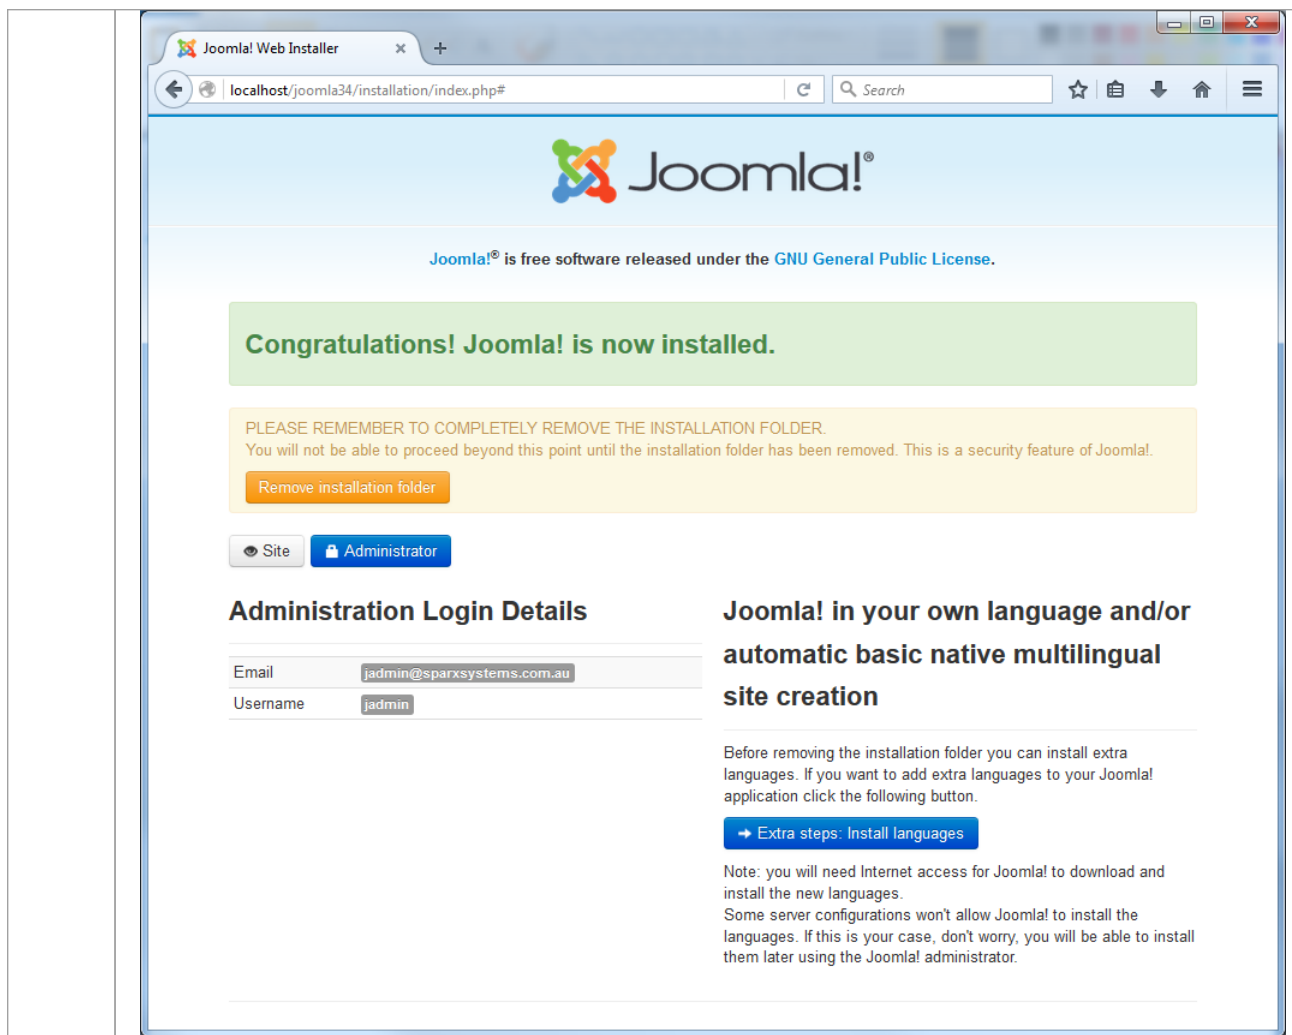 Joomla! Web Installer
localhost/joomla34/installation/index.php#
Search
Joomla!®
Joomla!® is free software released under the GNU General Public License.
Congratulations! Joomla! is now installed.
PLEASE REMEMBER TO COMPLETELY REMOVE THE INSTALLATION FOLDER.
You will not be able to proceed beyond this point until the installation folder has been removed. This is a security feature of Joomla!.
Remove installation folder
Site
Administrator
Administration Login Details
Email jadmin@sparxsystems.com.au
Username jadmin
Joomla! in your own language and/or
automatic basic native multilingual
site creation
Before removing the installation folder you can install extra
languages. If you want to add extra languages to your Joomla!
application click the following button.
Extra steps: Install languages
Note: you will need Internet access for Joomla! to download and
install the new languages.
Some server configurations won't allow Joomla! to install the
languages. If this is your case, don't worry, you will be able to install
them later using the Joomla! administrator.